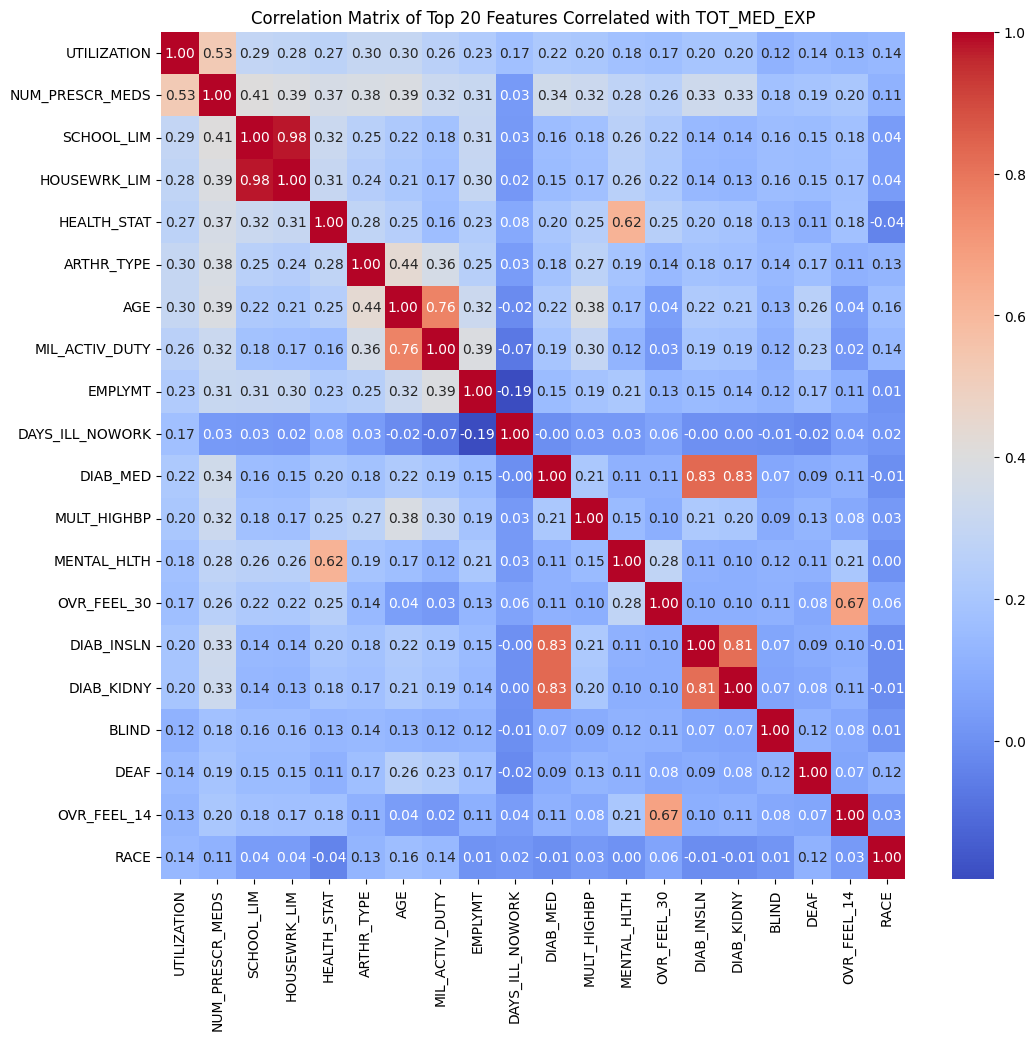 Correlation Matrix of Top 20 Features Correlated with TOT_MED_EXP
UTILIZATION 1.00 0.53 0.29 0.28 0.27 0.30 0.30 0.26 0.23 0.17 0.22 0.20 0.18 0.17 0.20 0.20 0.12 0.14 0.13 0.14
NUM_PRESCR_MEDS 0.53 1.00 0.41 0.39 0.37 0.38 0.39 0.32 0.31 0.03 0.34 0.32 0.28 0.26 0.33 0.33 0.18 0.19 0.20 0.11
SCHOOL_LIM 0.29 0.41 1.00 0.98 0.32 0.25 0.22 0.18 0.31 0.03 0.16 0.18 0.26 0.22 0.14 0.14 0.16 0.15 0.18 0.04
HOUSEWRK_LIM 0.28 0.39 0.98 1.00 0.31 0.24 0.21 0.17 0.30 0.02 0.15 0.17 0.26 0.22 0.14 0.13 0.16 0.15 0.17 0.04
HEALTH_STAT 0.27 0.37 0.32 0.31 1.00 0.28 0.25 0.16 0.23 0.08 0.20 0.25 0.62 0.25 0.20 0.18 0.13 0.11 0.18 -0.04
ARTHR_TYPE 0.30 0.38 0.25 0.24 0.28 1.00 0.44 0.36 0.25 0.03 0.18 0.27 0.19 0.14 0.18 0.17 0.14 0.17 0.11 0.13
AGE 0.30 0.39 0.22 0.21 0.25 0.44 1.00 0.76 0.32 -0.02 0.22 0.38 0.17 0.04 0.22 0.21 0.13 0.26 0.04 0.16
MIL_ACTIV_DUTY 0.26 0.32 0.18 0.17 0.16 0.36 0.76 1.00 0.39 -0.07 0.19 0.30 0.12 0.03 0.19 0.19 0.12 0.23 0.02 0.14
EMPLYMT 0.23 0.31 0.31 0.30 0.23 0.25 0.32 0.39 1.00 -0.19 0.15 0.19 0.21 0.13 0.15 0.14 0.12 0.17 0.11 0.01
DAYS_ILL_NOWORK 0.17 0.03 0.03 0.02 0.08 0.03 -0.02 -0.07 -0.19 1.00 -0.00 0.03 0.03 0.06 -0.00 0.00 -0.01 -0.02 0.04 0.02
DIAB_MED 0.22 0.34 0.16 0.15 0.20 0.18 0.22 0.19 0.15 -0.00 1.00 0.21 0.11 0.11 0.83 0.83 0.07 0.09 0.11 -0.01
MULT_HIGHBP 0.20 0.32 0.18 0.17 0.25 0.27 0.38 0.30 0.19 0.03 0.21 1.00 0.15 0.10 0.21 0.20 0.09 0.13 0.08 0.03
MENTAL_HLTH 0.18 0.28 0.26 0.26 0.62 0.19 0.17 0.12 0.21 0.03 0.11 0.15 1.00 0.28 0.11 0.10 0.12 0.11 0.21 0.00
OVR_FEEL_30 0.17 0.26 0.22 0.22 0.25 0.14 0.04 0.03 0.13 0.06 0.11 0.10 0.28 1.00 0.10 0.10 0.11 0.08 0.67 0.06
DIAB_INSLN 0.20 0.33 0.14 0.14 0.20 0.18 0.22 0.19 0.15 -0.00 0.83 0.21 0.11 0.10 1.00 0.81 0.07 0.09 0.10 -0.01
DIAB_KIDNY 0.20 0.33 0.14 0.13 0.18 0.17 0.21 0.19 0.14 0.00 0.83 0.20 0.10 0.10 0.81 1.00 0.07 0.08 0.11 -0.01
BLIND 0.12 0.18 0.16 0.16 0.13 0.14 0.13 0.12 0.12 -0.01 0.07 0.09 0.12 0.11 0.07 0.07 1.00 0.12 0.08 0.01
DEAF 0.14 0.19 0.15 0.15 0.11 0.17 0.26 0.23 0.17 -0.02 0.09 0.13 0.11 0.08 0.09 0.08 0.12 1.00 0.07 0.12
OVR_FEEL_14 0.13 0.20 0.18 0.17 0.18 0.11 0.04 0.02 0.11 0.04 0.11 0.08 0.21 0.67 0.10 0.11 0.08 0.07 1.00 0.03
RACE 0.14 0.11 0.04 0.04 -0.04 0.13 0.16 0.14 0.01 0.02 -0.01 0.03 0.00 0.06 -0.01 -0.01 0.01 0.12 0.03 1.00
UTILIZATION
NUM_PRESCR_MEDS
SCHOOL_LIM
HOUSEWRK_LIM
HEALTH_STAT
ARTHR_TYPE
AGE
MIL_ACTIV_DUTY
EMPLYMT
DAYS_ILL_NOWORK
DIAB_MED
MULT_HIGHBP
MENTAL_HLTH
OVR_FEEL_30
DIAB_INSLN
DIAB_KIDNY
BLIND
DEAF
OVR_FEEL_14
RACE
1.0
0.8
0.6
0.4
0.2
0.0